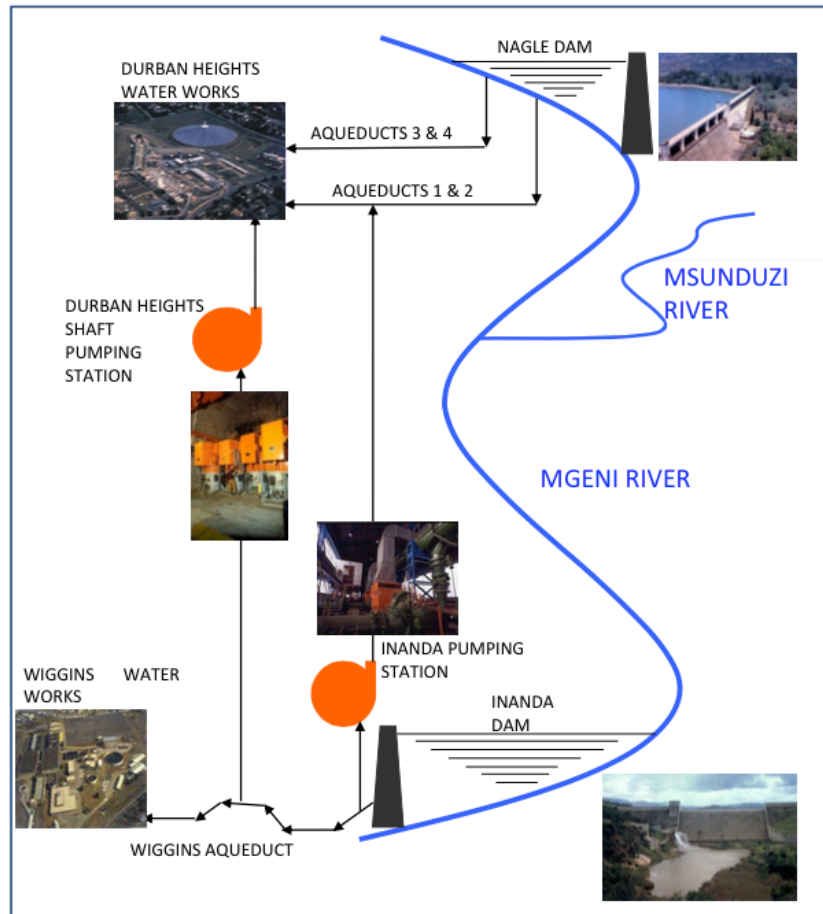 NAGLE DAM
DURBAN HEIGHTS
WATER WORKS
AQUEDUCTS 3 & 4
AQUEDUCTS 1 & 2
MSUNDUZI
RIVER
DURBAN HEIGHTS
SHAFT
PUMPING
STATION
MGENI RIVER
INANDA PUMPING
STATION
WIGGINS WATER
WORKS
INANDA
DAM
WIGGINS AQUEDUCT